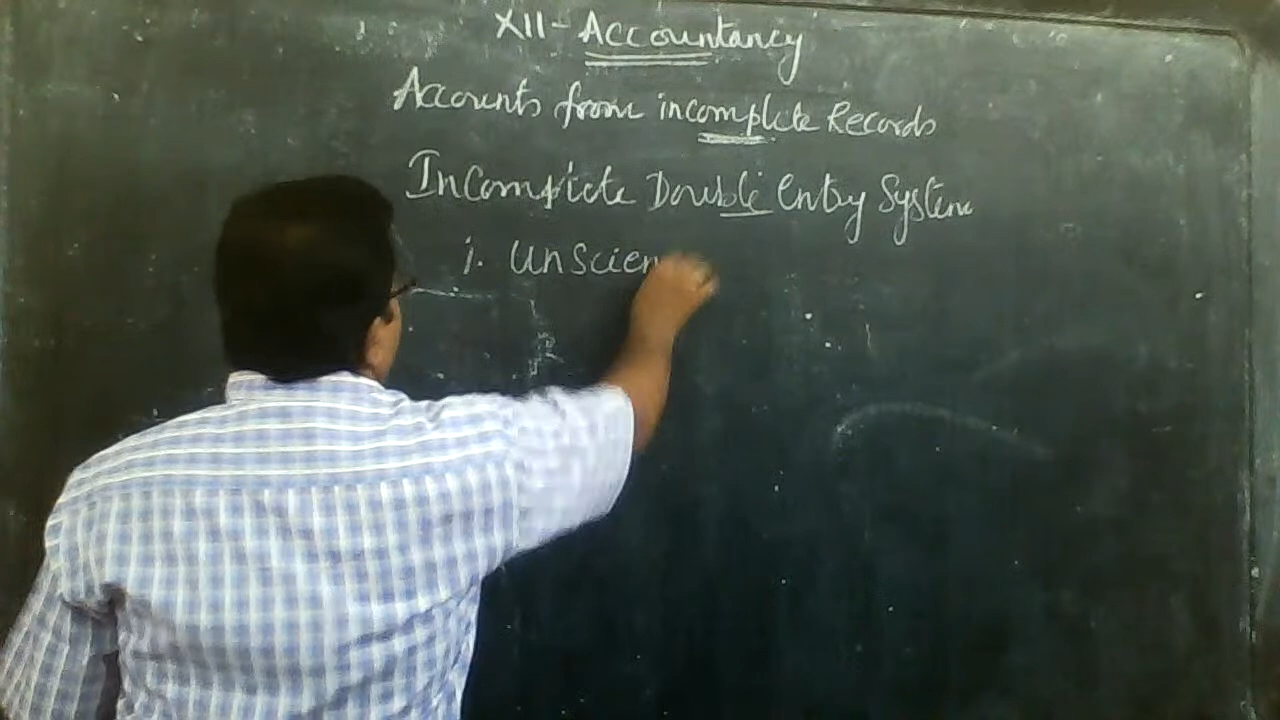 XII - Accountancy
Accounts from incomplete Records
Incomplete Double Entry System
i. UnScien